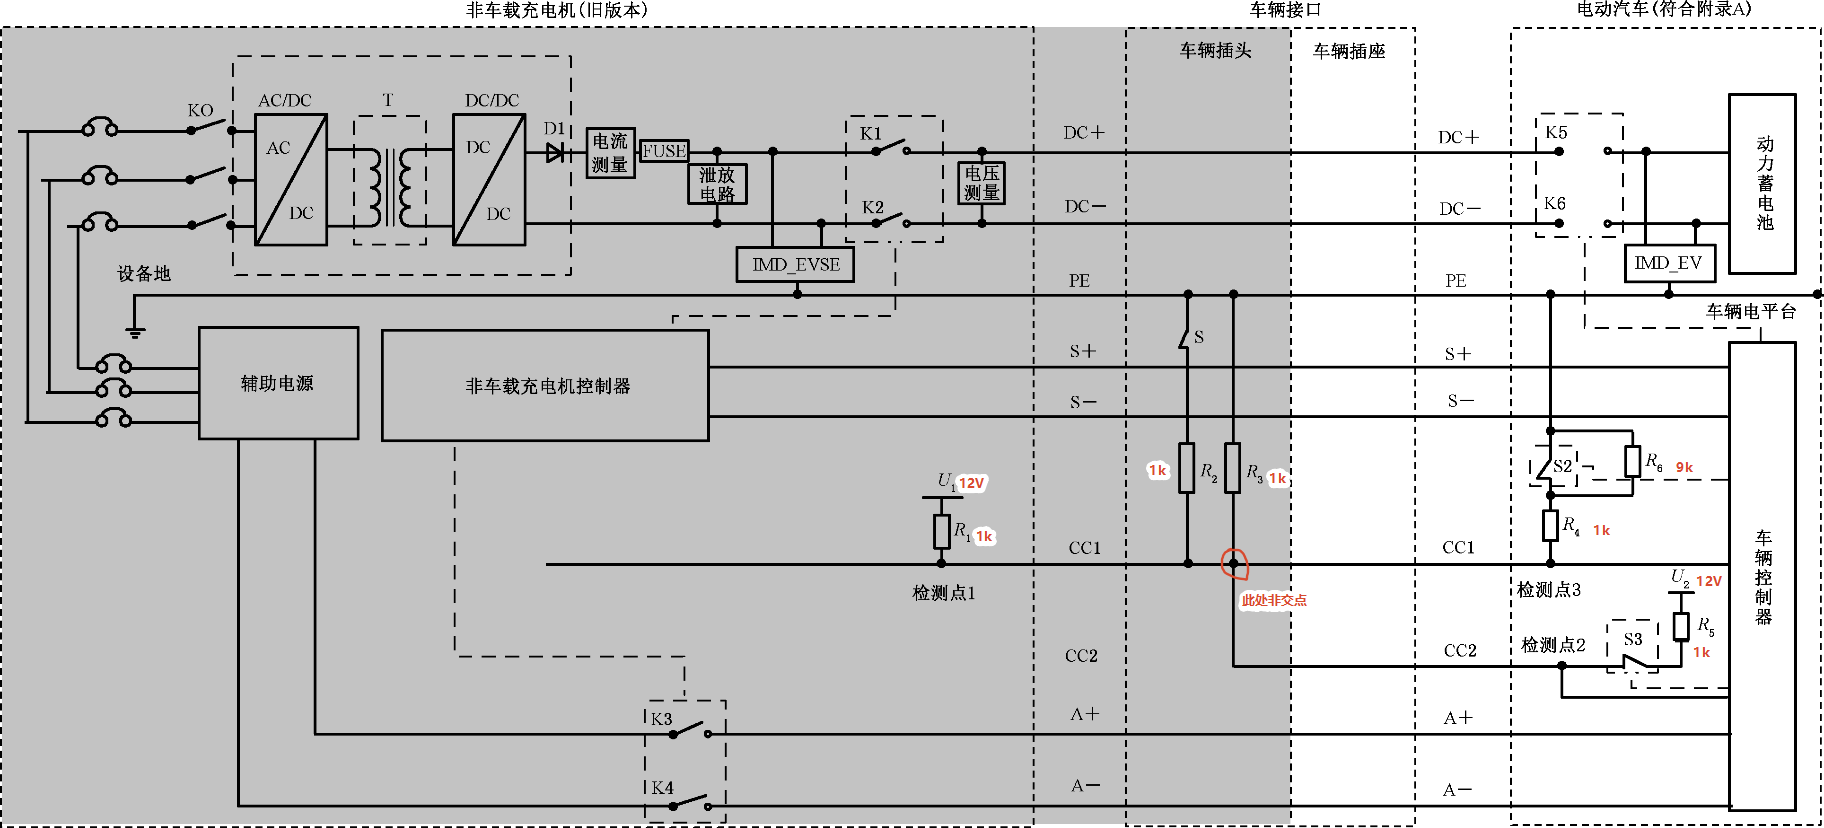 非车载充电机(旧版本)
车辆接口
电动汽车(符合附录A)
车辆插头
车辆插座
KO
AC/DC
T
DC/DC
D1
AC
DC
DC
DC
电流
测量
FUSE
泄放
电路
K1
K2
电压
测量
DC+
DC−
DC+
DC−
K5
K6
动力蓄电池
IMD_EVSE
IMD_EV
设备地
PE
PE
车辆电平台
辅助电源
非车载充电机控制器
S
S+
S−
S+
S−
U1 12V
R1 1k
1k R2
R3 1k
S2
R6 9k
R4 1k
CC1
CC1
检测点1
此处非交点
检测点3
U2 12V
R5
1k
车辆控制器
CC2
CC2
检测点2
S3
K3
K4
A+
A−
A+
A−